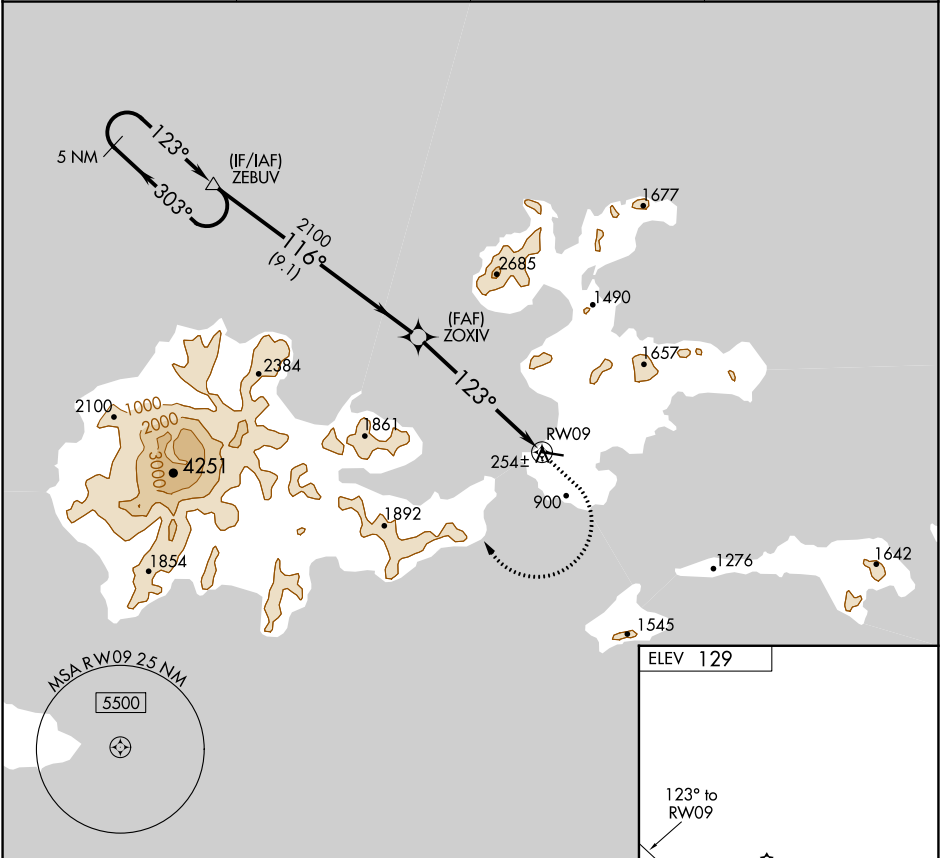 5 NM
123°
303°
(IF/IAF)
ZEBUV
2100
116°
(9.1)
1677
2685
1490
(FAF)
ZOXIV
1657
123°
2384
2100
1000
2000
3000
4251
1861
RW09
254±
900
1892
1854
1276
1642
1545
MSA RW09 25 NM
5500
ELEV 129
123° to
RW09